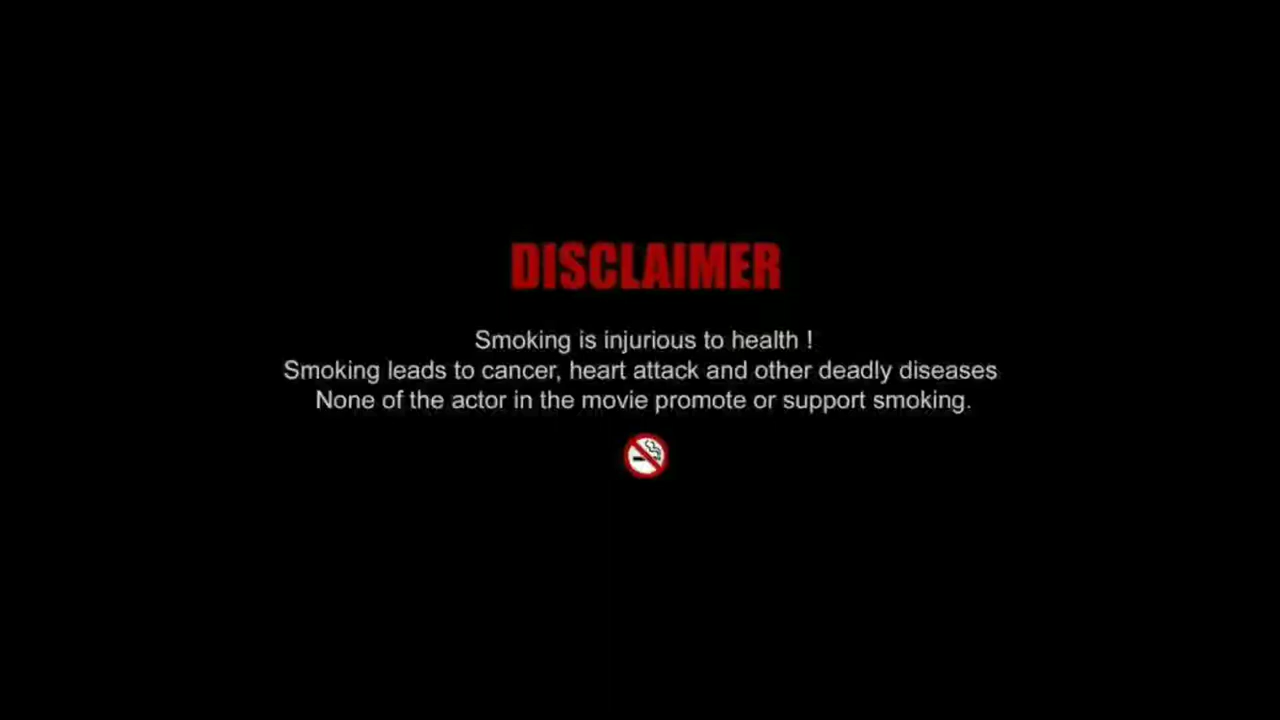 DISCLAIMER
Smoking is injurious to health !
Smoking leads to cancer, heart attack and other deadly diseases
None of the actor in the movie promote or support smoking.